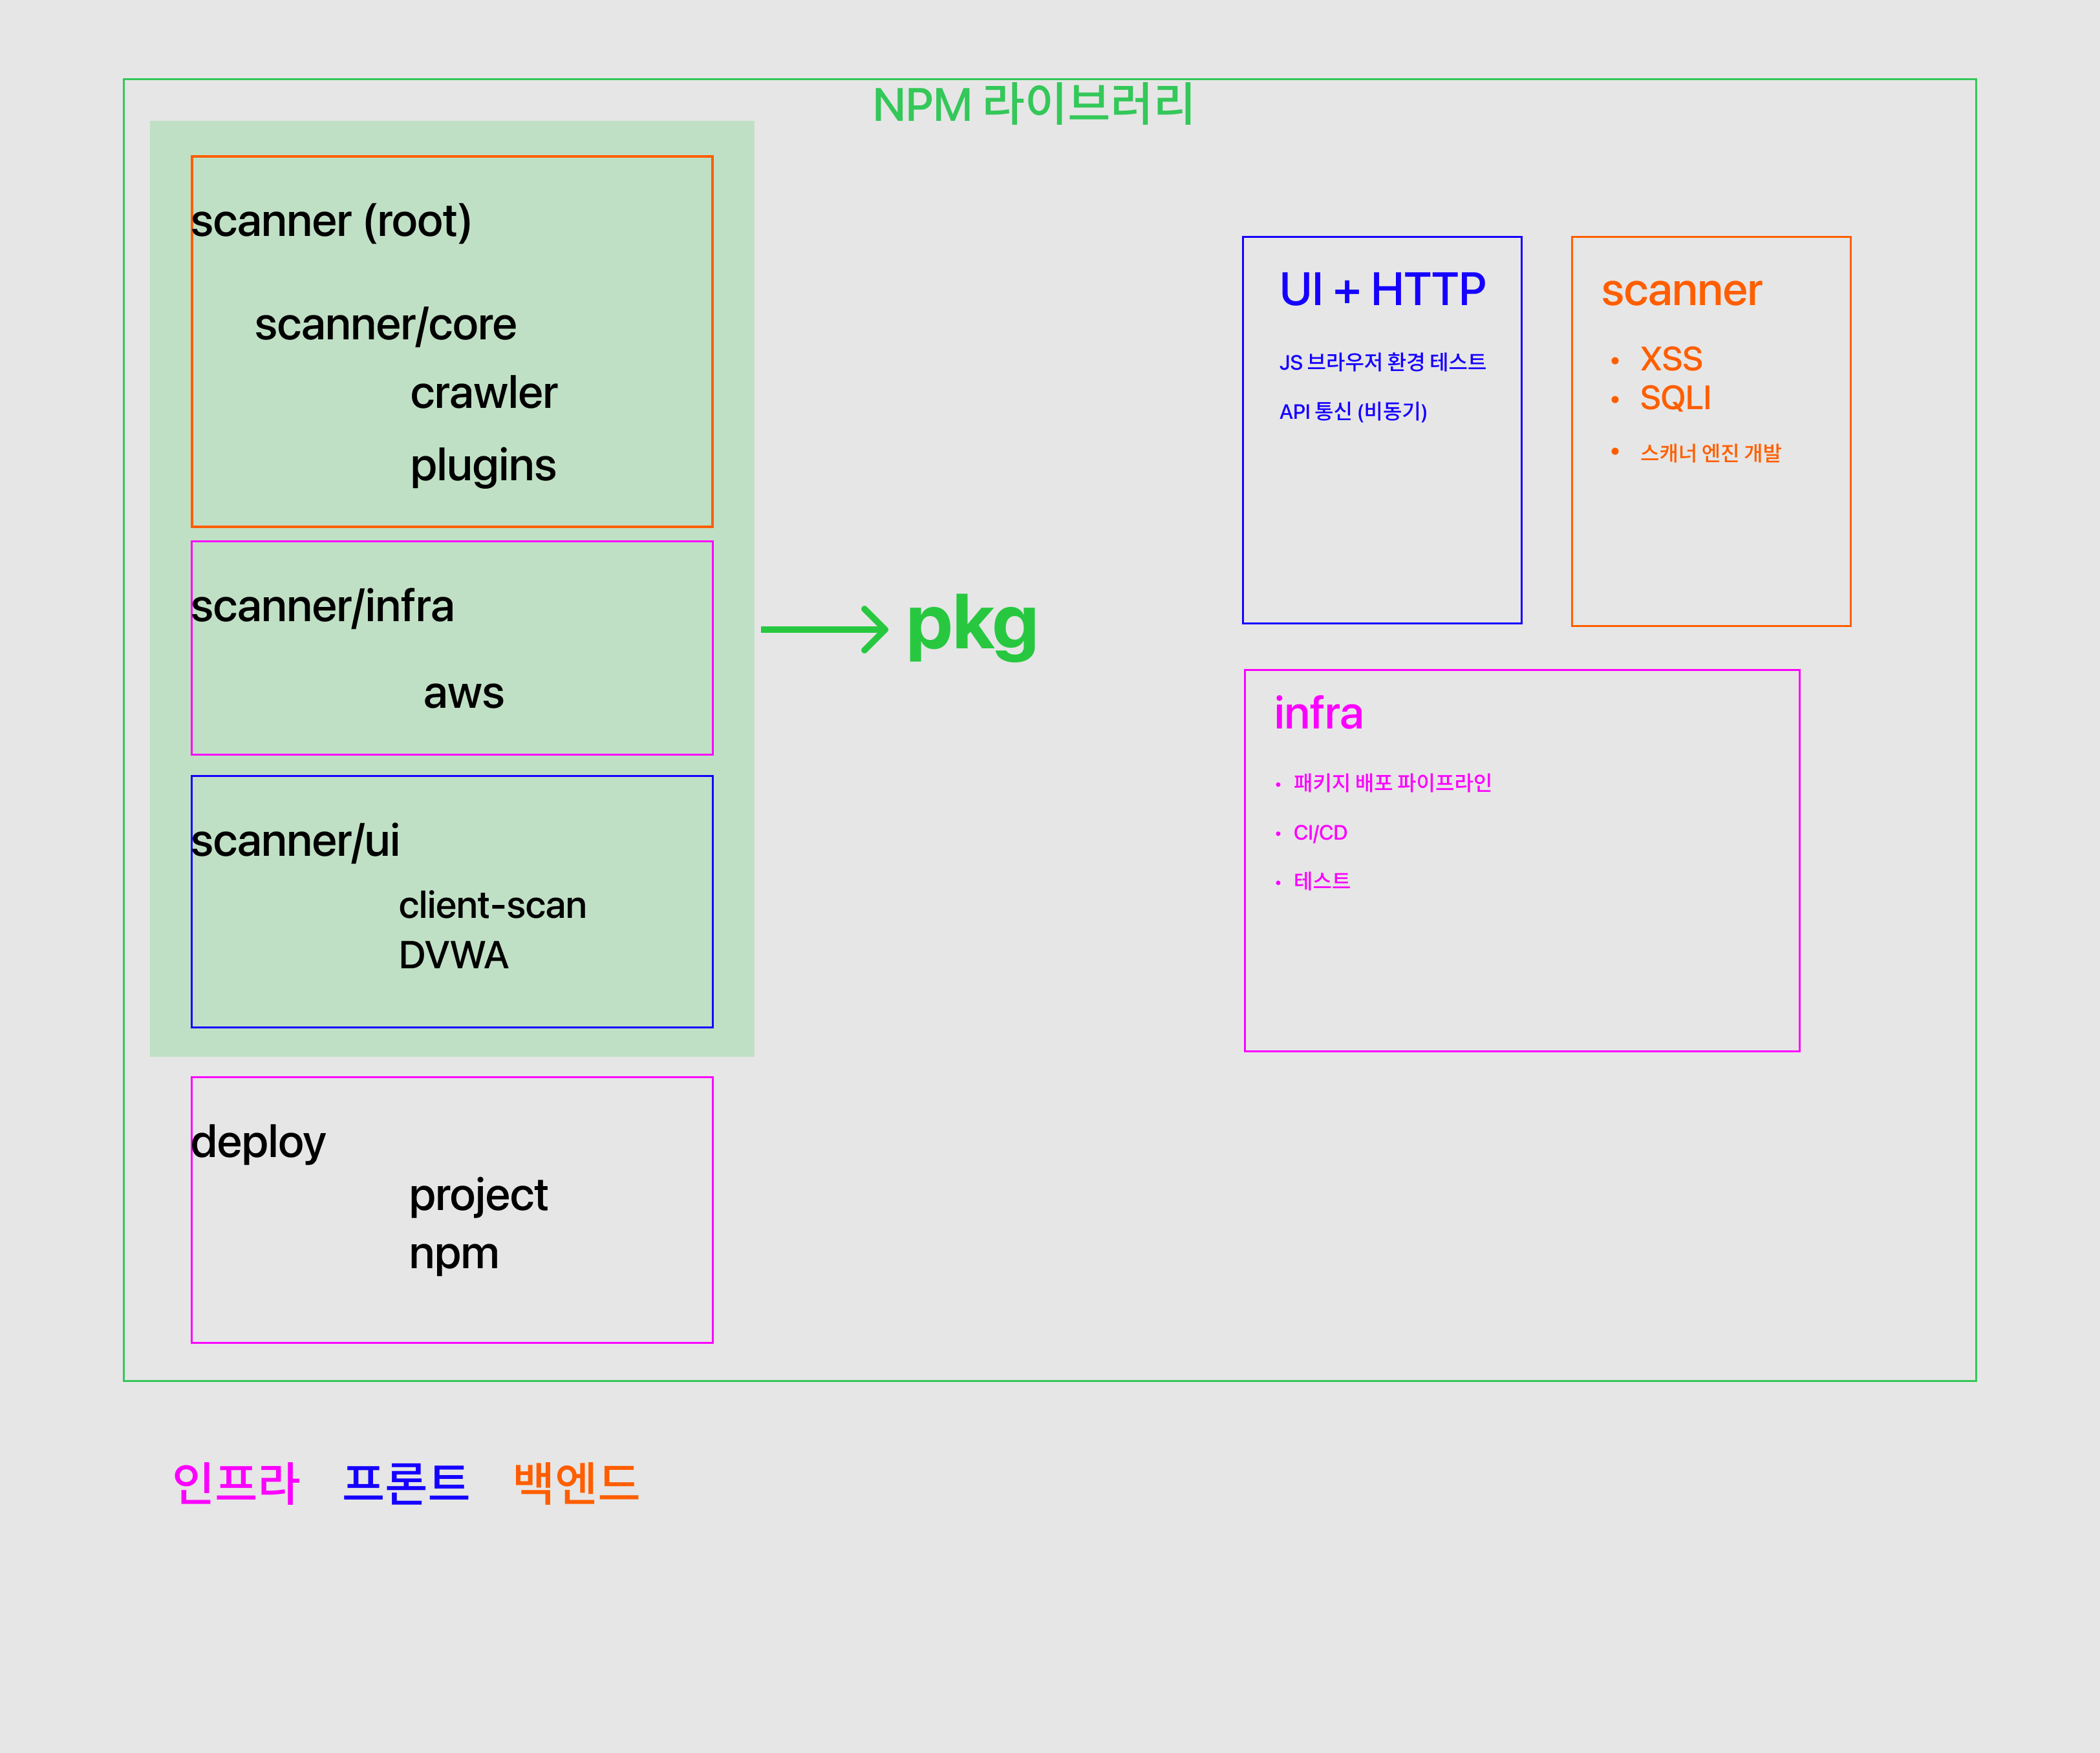 NPM 라이브러리
scanner (root)
scanner/core
crawler
plugins
scanner/infra
aws
scanner/ui
client-scan
DVWA
deploy
project
npm
pkg
UI + HTTP
JS 브라우저 환경 테스트
API 통신 (비동기)
scanner
• XSS
• SQLI
• 스캐너 엔진 개발
infra
• 패키지 배포 파이프라인
• CI/CD
• 테스트
인프라 프론트 백엔드